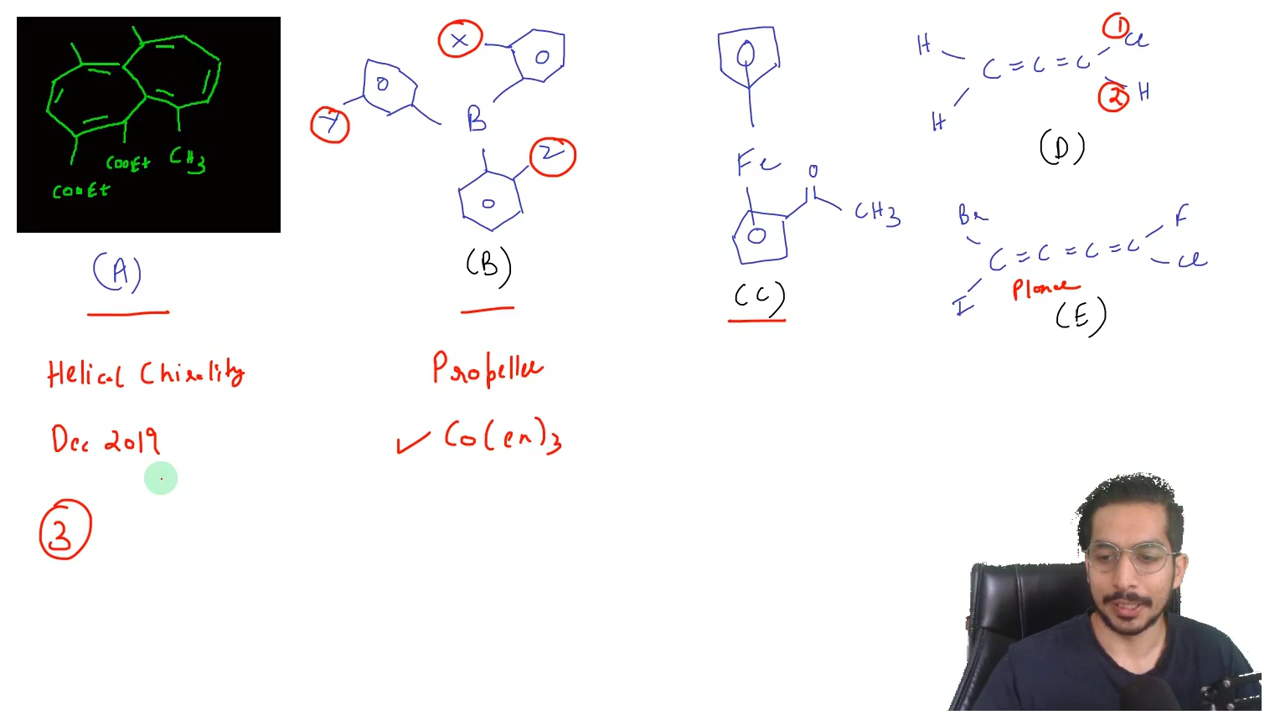 COOEt
COOEt
CH3
(A)
Helical Chirality
Dec 2019
3
X
Y
B
Z
(B)
Propeller
✓ Co(en)3
Fe
O
CH3
(C)
H
H
C = C = C
1
Cl
2
H
(D)
Br
I
C = C = C = C
F
Cl
Planar
(E)